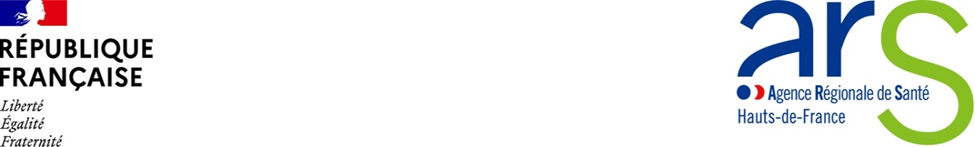 RÉPUBLIQUE
FRANÇAISE
Liberté
Égalité
Fraternité
ars
Agence Régionale de Santé
Hauts-de-France